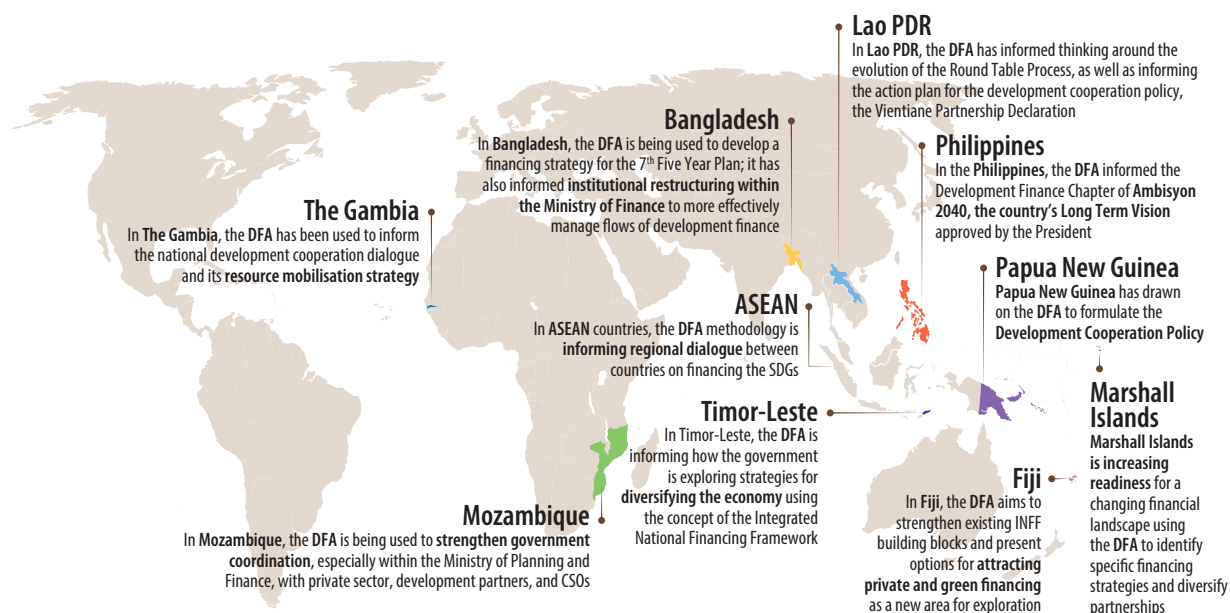 Lao PDR
In Lao PDR, the DFA has informed thinking around the
evolution of the Round Table Process, as well as informing
the action plan for the development cooperation policy,
the Vientiane Partnership Declaration
Bangladesh
In Bangladesh, the DFA is being used to develop a
financing strategy for the 7th Five Year Plan; it has
also informed institutional restructuring within
the Ministry of Finance to more effectively
manage flows of development finance
Philippines
In the Philippines, the DFA informed the
Development Finance Chapter of Ambisyon
2040, the country's Long Term Vision
approved by the President
The Gambia
In The Gambia, the DFA has been used to inform
the national development cooperation dialogue
and its resource mobilisation strategy
Papua New Guinea
Papua New Guinea has drawn
on the DFA to formulate the
Development Cooperation Policy
ASEAN
In ASEAN countries, the DFA methodology is
informing regional dialogue between
countries on financing the SDGs
Marshall
Islands
Marshall Islands
is increasing
readiness for a
changing financial
landscape using
the DFA to identify
specific financing
strategies and diversify
partnerships
Timor-Leste
In Timor-Leste, the DFA is
informing how the government
is exploring strategies for
diversifying the economy using
the concept of the Integrated
National Financing Framework
Fiji
In Fiji, the DFA aims to
strengthen existing INFF
building blocks and present
options for attracting
private and green financing
as a new area for exploration
Mozambique
In Mozambique, the DFA is being used to strengthen government
coordination, especially within the Ministry of Planning and
Finance, with private sector, development partners, and CSOs